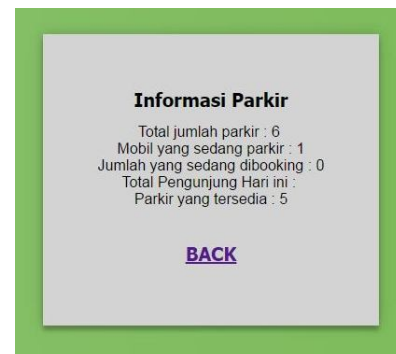 Informasi Parkir
Total jumlah parkir : 6
Mobil yang sedang parkir : 1
Jumlah yang sedang dibooking : 0
Total Pengunjung Hari ini :
Parkir yang tersedia : 5
BACK